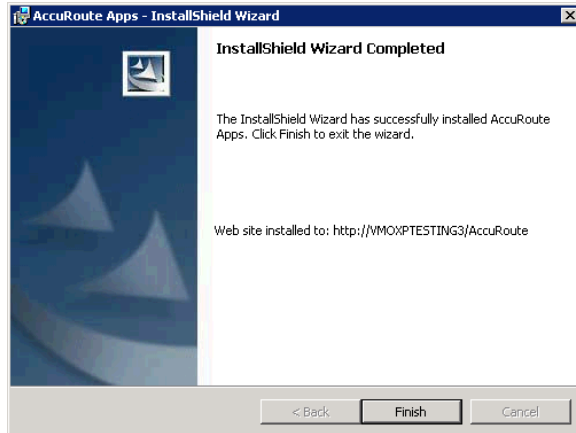 AccuRoute Apps - InstallShield Wizard
InstallShield Wizard Completed
The InstallShield Wizard has successfully installed AccuRoute
Apps. Click Finish to exit the wizard.
Web site installed to: http://VMOXPTESTING3/AccuRoute
< Back
Finish
Cancel